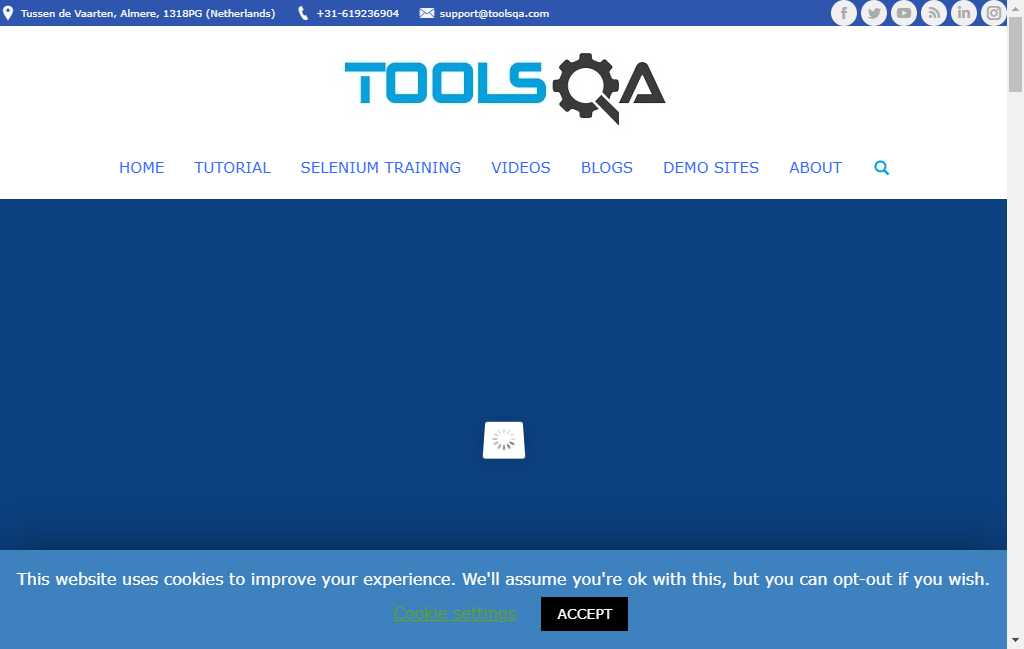 Tussen de Vaarten, Almere, 1318PG (Netherlands) +31-619236904 support@toolsqa.com
TOOLSQA
HOME TUTORIAL SELENIUM TRAINING VIDEOS BLOGS DEMO SITES ABOUT
This website uses cookies to improve your experience. We'll assume you're ok with this, but you can opt-out if you wish.
Cookie settings ACCEPT